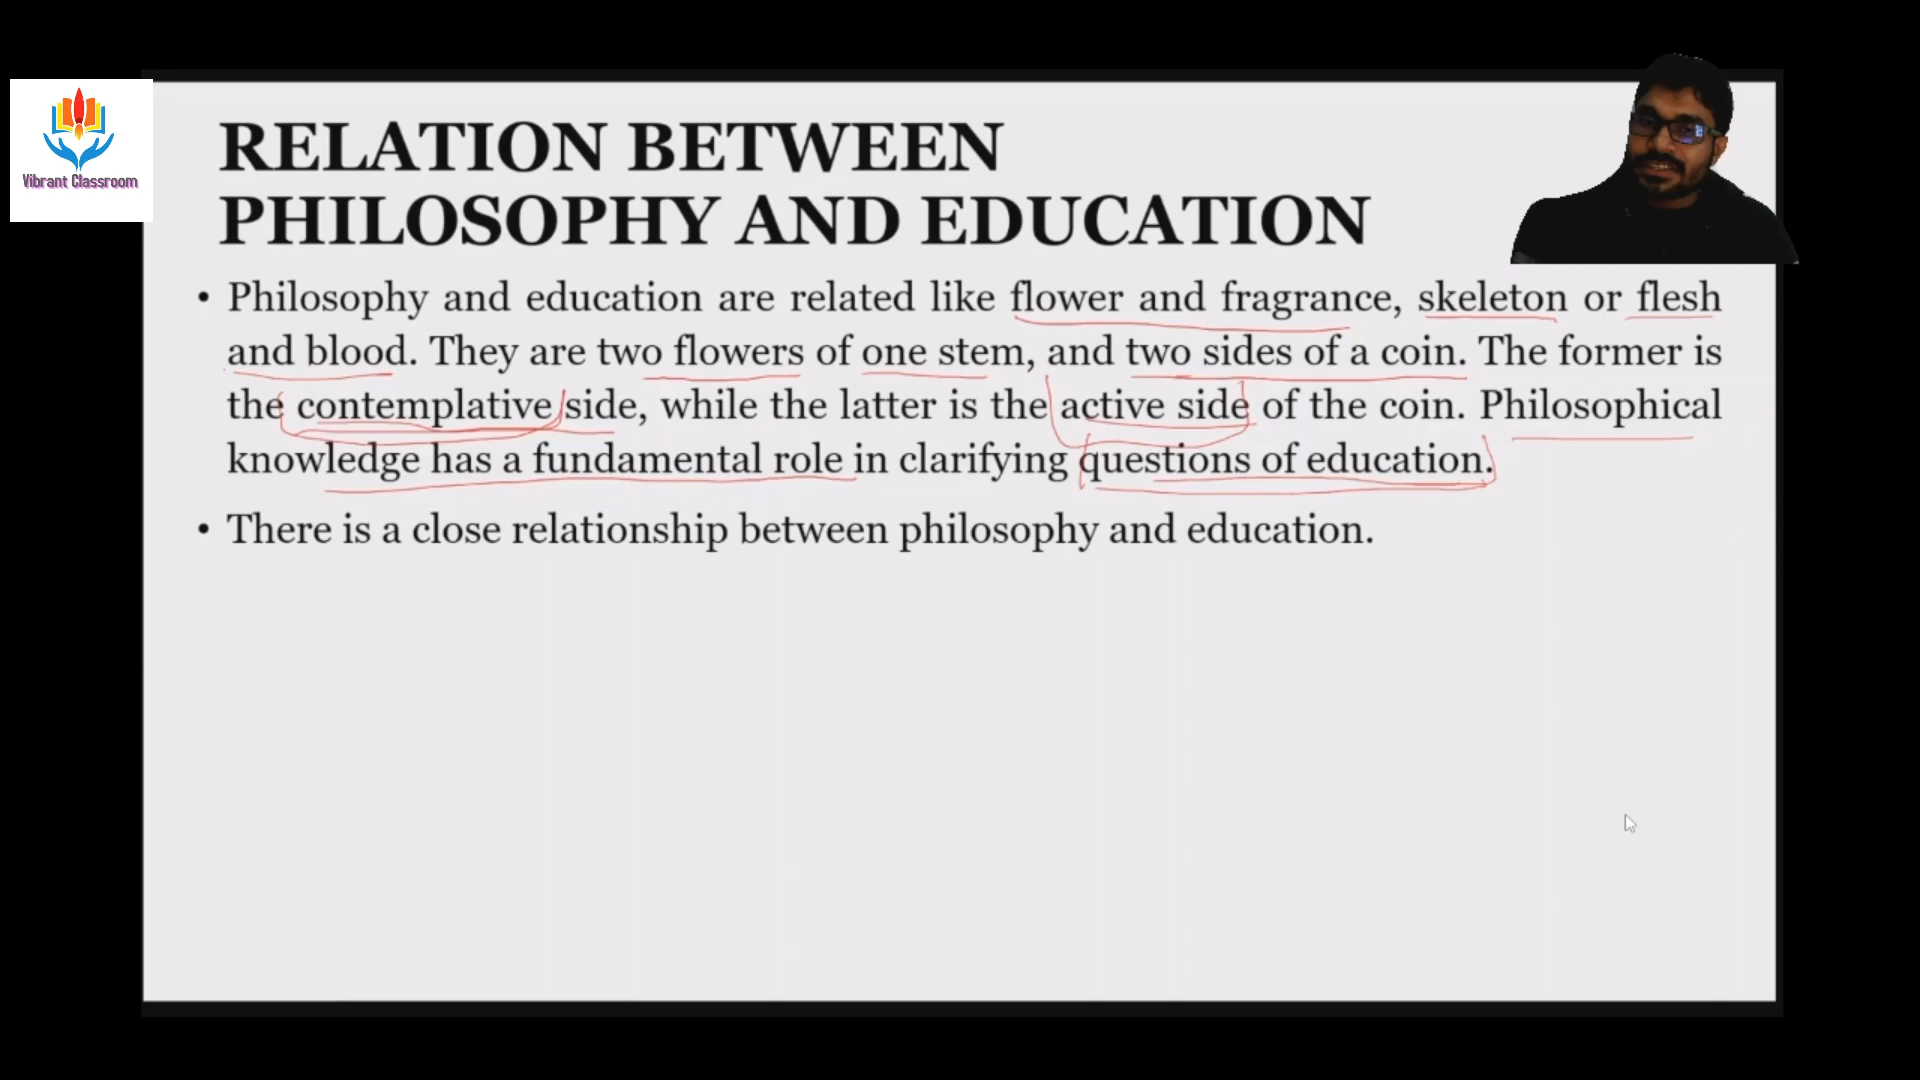 Vibrant Classroom
RELATION BETWEEN
PHILOSOPHY AND EDUCATION
• Philosophy and education are related like flower and fragrance, skeleton or flesh
and blood. They are two flowers of one stem, and two sides of a coin. The former is
the contemplative side, while the latter is the active side of the coin. Philosophical
knowledge has a fundamental role in clarifying questions of education.
• There is a close relationship between philosophy and education.